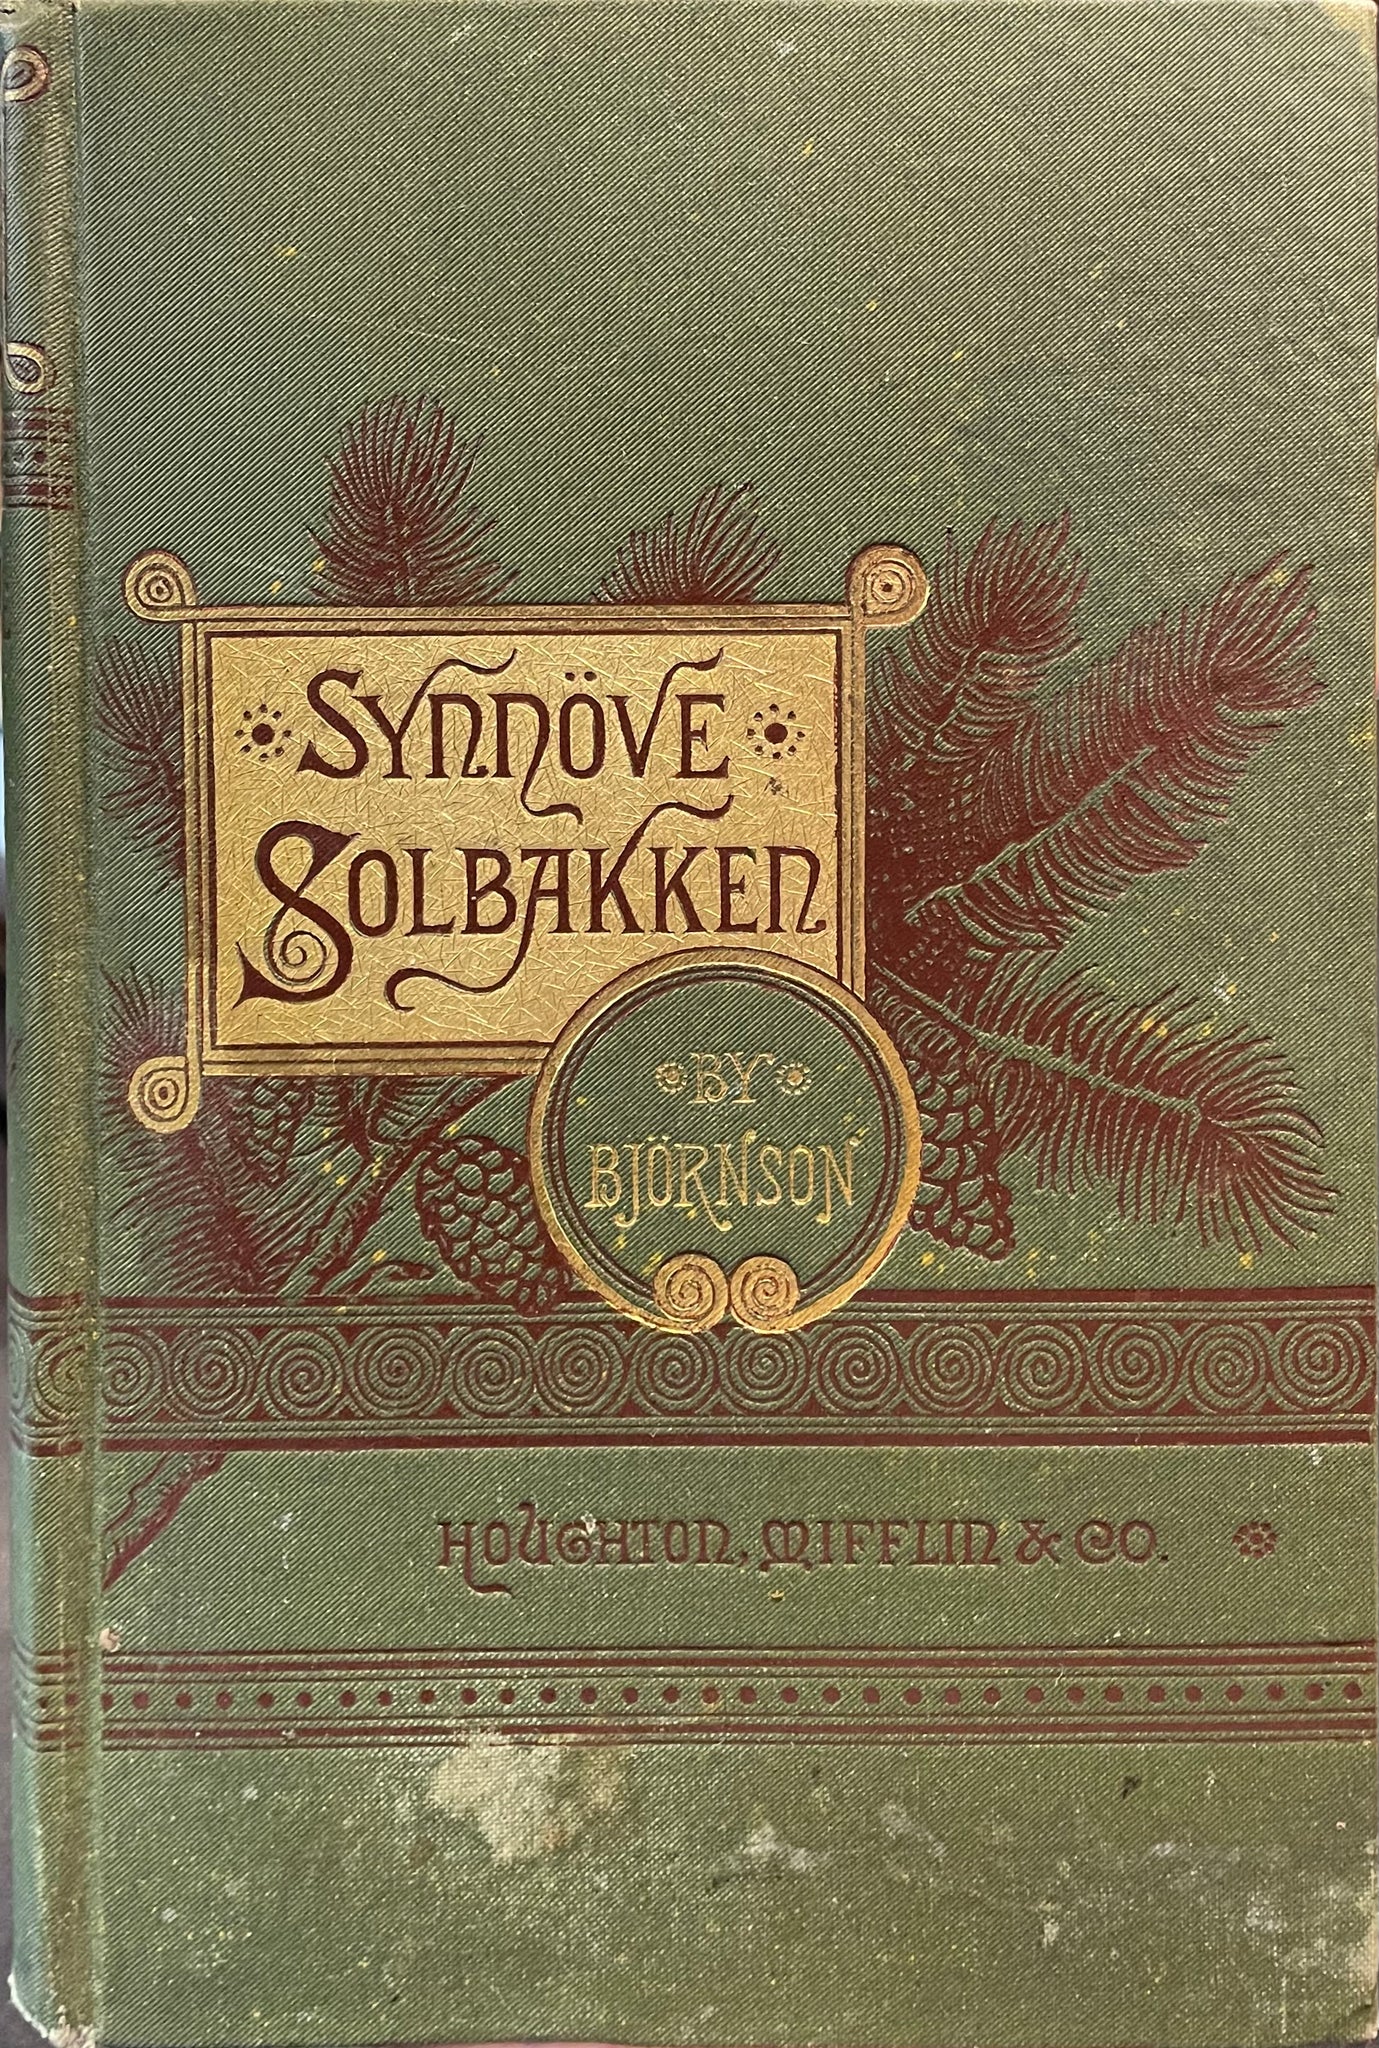 SYNNÖVE
SOLBAKKEN
BY
BJÖRNSON
HOUGHTON, MIFFLIN & CO.